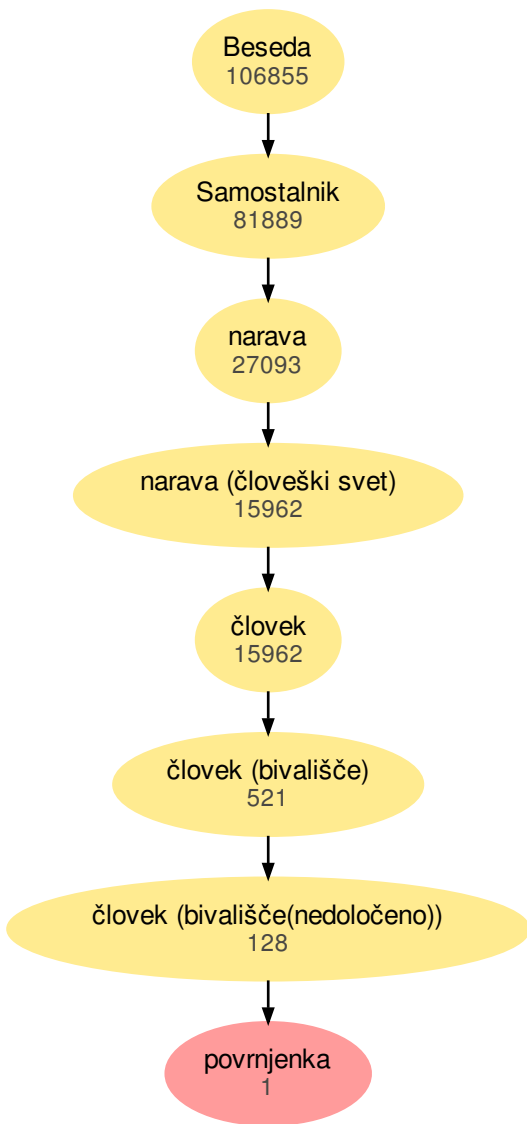 Beseda
106855
Samostalnik
81889
narava
27093
narava (človeški svet)
15962
človek
15962
človek (bivališče)
521
človek (bivališče(nedoločeno))
128
povrnjenka
1